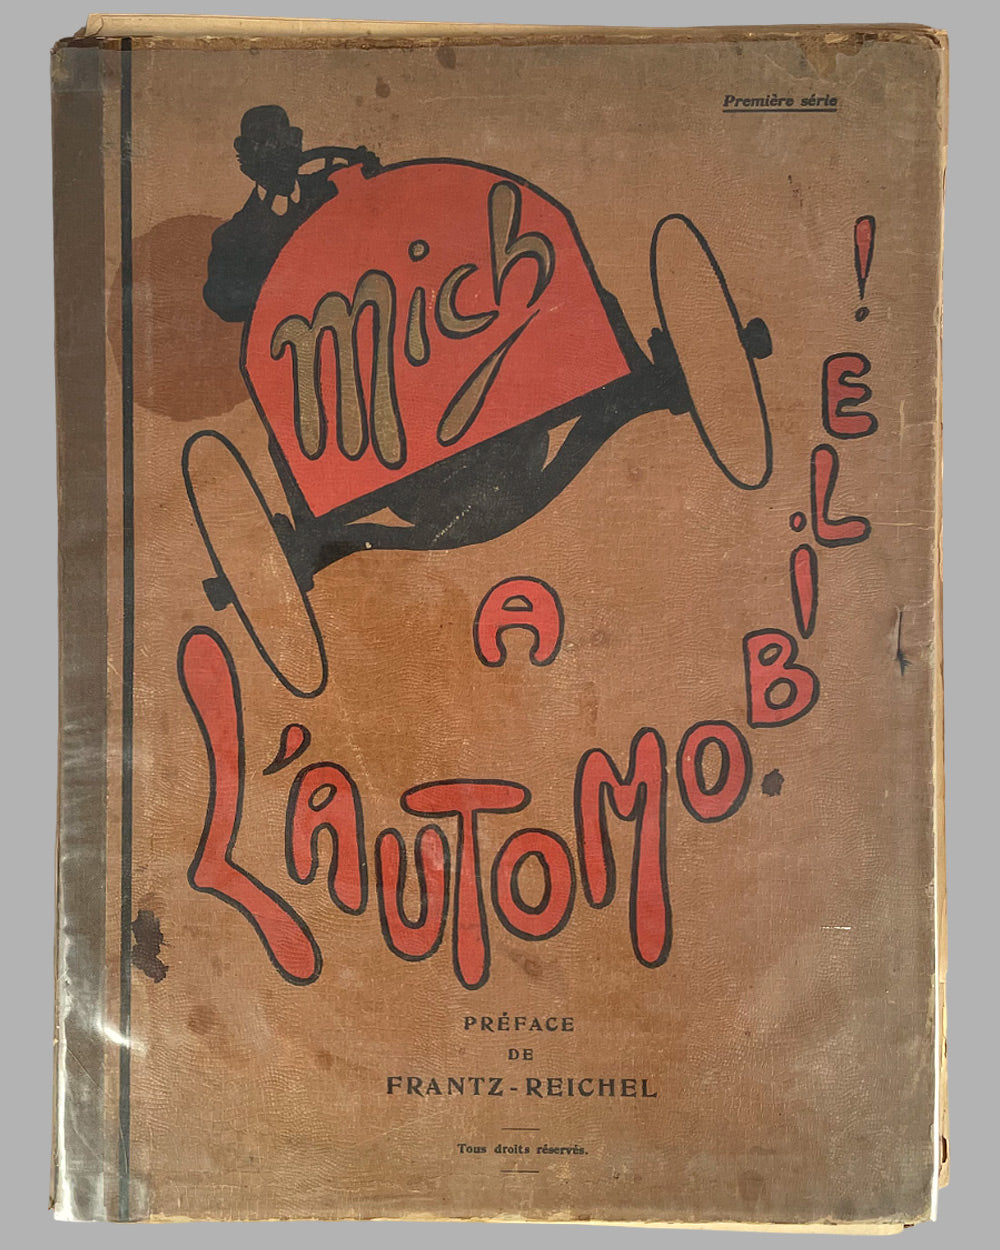 Première série
Mich
A
L'AUTOMOBiLE!
PRÉFACE
DE
FRANTZ-REICHEL
Tous droits réservés.